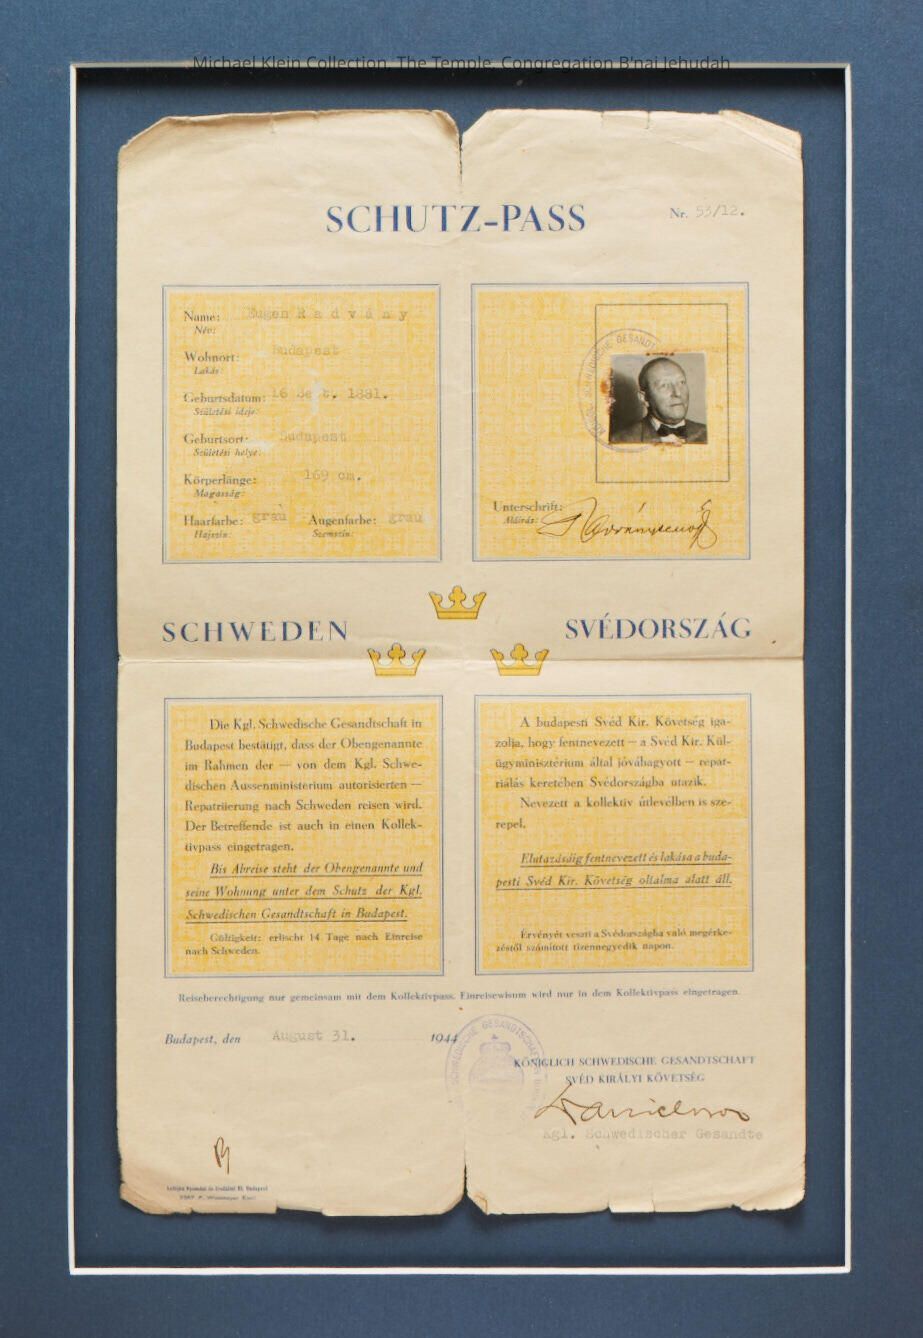 Michael Klein Collection, The Temple, Congregation B'nai Jehudah
SCHUTZ-PASS
Nr. 53/12.
Name: Eugen Radvány
Név:
Wohnort: Budapest
Lakás:
Geburtsdatum: 16 Sept. 1881.
Születési ideje:
Geburtsort: Budapest
Születési helye:
Körperlänge: 169 cm.
Magasság:
Haarfarbe: grau Augenfarbe: grau
Hajszín: Szemszín:
SCHWEDISCHE GESANDT
Unterschrift:
Aláírás:
SCHWEDEN
SVÉDORSZÁG
Die Kgl. Schwedische Gesandtschaft in
Budapest bestätigt, dass der Obengenannte
im Rahmen der — von dem Kgl. Schwe-
dischen Aussenministerium autorisierten —
Repatriierung nach Schweden reisen wird.
Der Betreffende ist auch in einen Kollek-
tivpass eingetragen.
Bis Abreise steht der Obengenannte und
seine Wohnung unter dem Schutz der Kgl.
Schwedischen Gesandtschaft in Budapest.
Gültigkeit: erlischt 14 Tage nach Einreise
nach Schweden.
A budapesti Svéd Kir. Követség iga-
zolja, hogy fentnevezett — a Svéd Kir. Kül-
ügyminisztérium által jóváhagyott — repat-
riálás keretében Svédországba utazik.
Nevezett a kollektív útlevélben is sze-
repel.
Elutazásáig fentnevezett és lakása a buda-
pesti Svéd Kir. Követség oltalma alatt áll.
Érvényét veszti a Svédországba való megérke-
zéstől számított tizennegyedik napon.
Reiseberechtigung nur gemeinsam mit dem Kollektivpass. Einreisewisum wird nur in dem Kollektivpass eingetragen.
Budapest, den August 31. 1944
SCHWEDISCHE GESANDTSCHAFT
KÖNIGLICH SCHWEDISCHE GESANDTSCHAFT
SVÉD KIRÁLYI KÖVETSÉG
Kgl. Schwedischer Gesandte